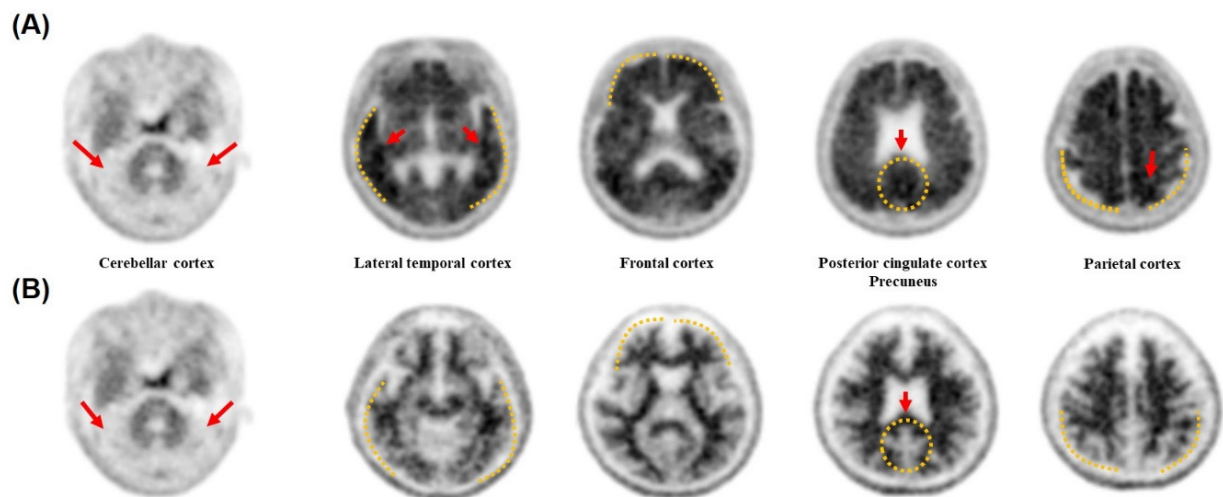 (A)
Cerebellar cortex
Lateral temporal cortex
Frontal cortex
Posterior cingulate cortex
Precuneus
Parietal cortex
(B)